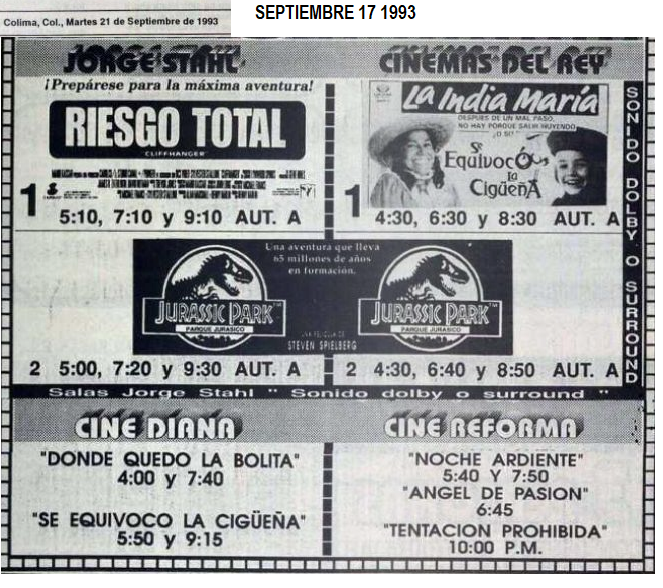 Colima, Col., Martes 21 de Septiembre de 1993
SEPTIEMBRE 17 1993
JORGE STAHL
¡Prepárese para la máxima aventura!
RIESGO TOTAL
CLIFFHANGER
1
5:10, 7:10 y 9:10 AUT. A
CINEMAS DEL REY
La India María
DESPUES DE UN MAL PASO,
NO HAY PORQUE SALIR HUYENDO
¿O SI?
Se
Equivocó
la
Cigüeña
1
4:30, 6:30 y 8:30 AUT. A
SONIDO DOLBY O SURROUND
Una aventura que lleva
65 millones de años
en formación.
JURASSIC PARK
PARQUE JURASICO
UNA PELICULA DE
STEVEN SPIELBERG
JURASSIC PARK
PARQUE JURASICO
2 5:00, 7:20 y 9:30 AUT. A
2 4:30, 6:40 y 8:50 AUT. A
Salas Jorge Stahl " Sonido dolby o surround "
CINE DIANA
"DONDE QUEDO LA BOLITA"
4:00 y 7:40
"SE EQUIVOCO LA CIGÜEÑA"
5:50 y 9:15
CINE REFORMA
"NOCHE ARDIENTE"
5:40 Y 7:50
"ANGEL DE PASION"
6:45
"TENTACION PROHIBIDA"
10:00 P.M.